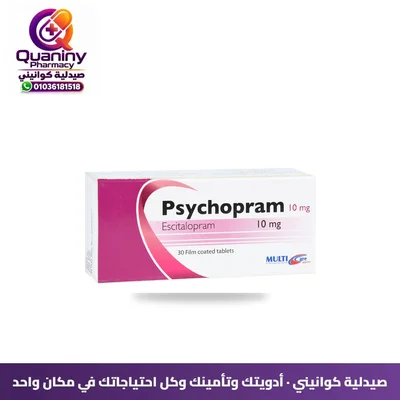 Quaniny
Pharmacy
صيدلية كوانيني
01036181518
Psychopram 10 mg
Escitalopram 10 mg
30 Film coated tablets
MULTI
صيدلية كوانيني - أدويتك وتأمينك وكل احتياجاتك في مكان واحد